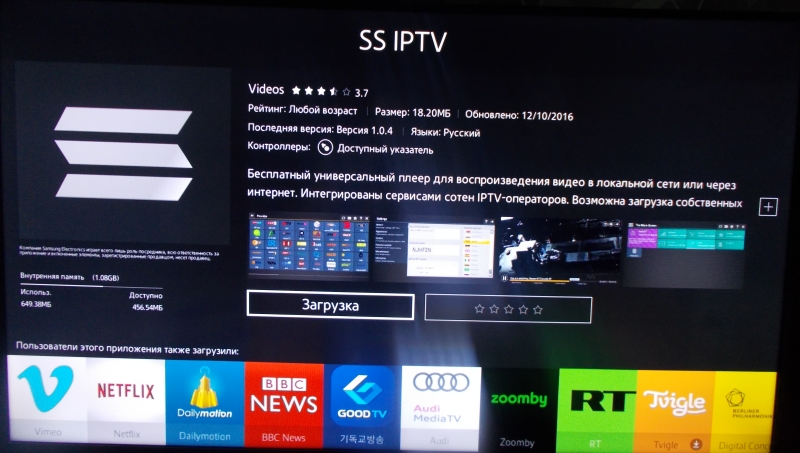 SS IPTV
Videos 3.7
Рейтинг: Любой возраст | Размер: 18.20МБ | Обновлено: 12/10/2016
Последняя версия: Версия 1.0.4 | Языки: Русский
Контроллеры: Доступный указатель
Бесплатный универсальный плеер для воспроизведения видео в локальной сети или через
интернет. Интегрированы сервисами сотен IPTV-операторов. Возможна загрузка собственных
Компания Samsung Electronics играет всего лишь роль посредника, вся ответственность за
приложение и включенные элементы, зарегистрированные продавцом, несет продавец.
Внутренняя память (1.08GB)
Использ. Доступно
649.38МБ 456.54МБ
Загрузка
Пользователи этого приложения также загрузили:
NETFLIX
Dailymotion
BBC
NEWS
GOODTV
Audi
MediaTV
zoomby
RT
Tvigle
BERLINER
PHILHARMONI
Vimeo Netflix Dailymotion BBC News 기독교방송 Audi Zoomby RT Tvigle Digital Conc